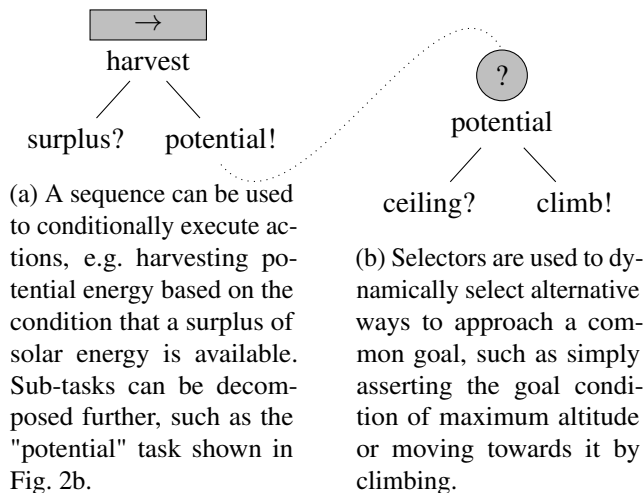 →
harvest
surplus? potential!
(a) A sequence can be used
to conditionally execute ac-
tions, e.g. harvesting po-
tential energy based on the
condition that a surplus of
solar energy is available.
Sub-tasks can be decom-
posed further, such as the
"potential" task shown in
Fig. 2b.
?
potential
ceiling? climb!
(b) Selectors are used to dy-
namically select alternative
ways to approach a com-
mon goal, such as simply
asserting the goal condi-
tion of maximum altitude
or moving towards it by
climbing.